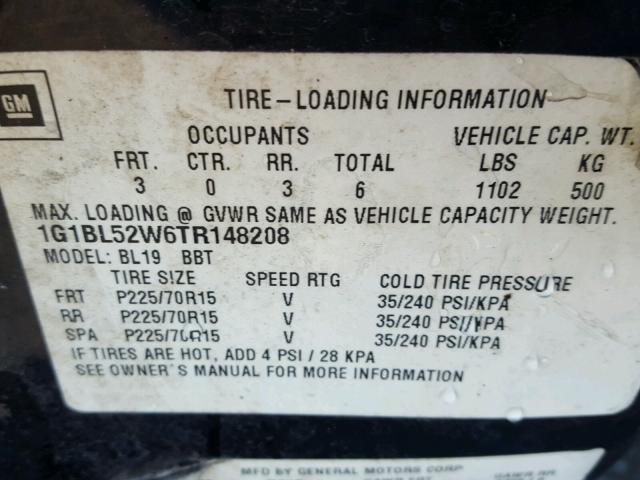 GM
TIRE-LOADING INFORMATION
OCCUPANTS VEHICLE CAP. WT.
FRT. CTR. RR. TOTAL LBS KG
3 0 3 6 1102 500
MAX. LOADING @ GVWR SAME AS VEHICLE CAPACITY WEIGHT.
1G1BL52W6TR148208
MODEL: BL19 BBT
TIRE SIZE SPEED RTG COLD TIRE PRESSURE
FRT P225/70R15 V 35/240 PSI/KPA
RR P225/70R15 V 35/240 PSI/KPA
SPA P225/70R15 V 35/240 PSI/KPA
IF TIRES ARE HOT, ADD 4 PSI / 28 KPA
SEE OWNER'S MANUAL FOR MORE INFORMATION
MFD BY GENERAL MOTORS CORP